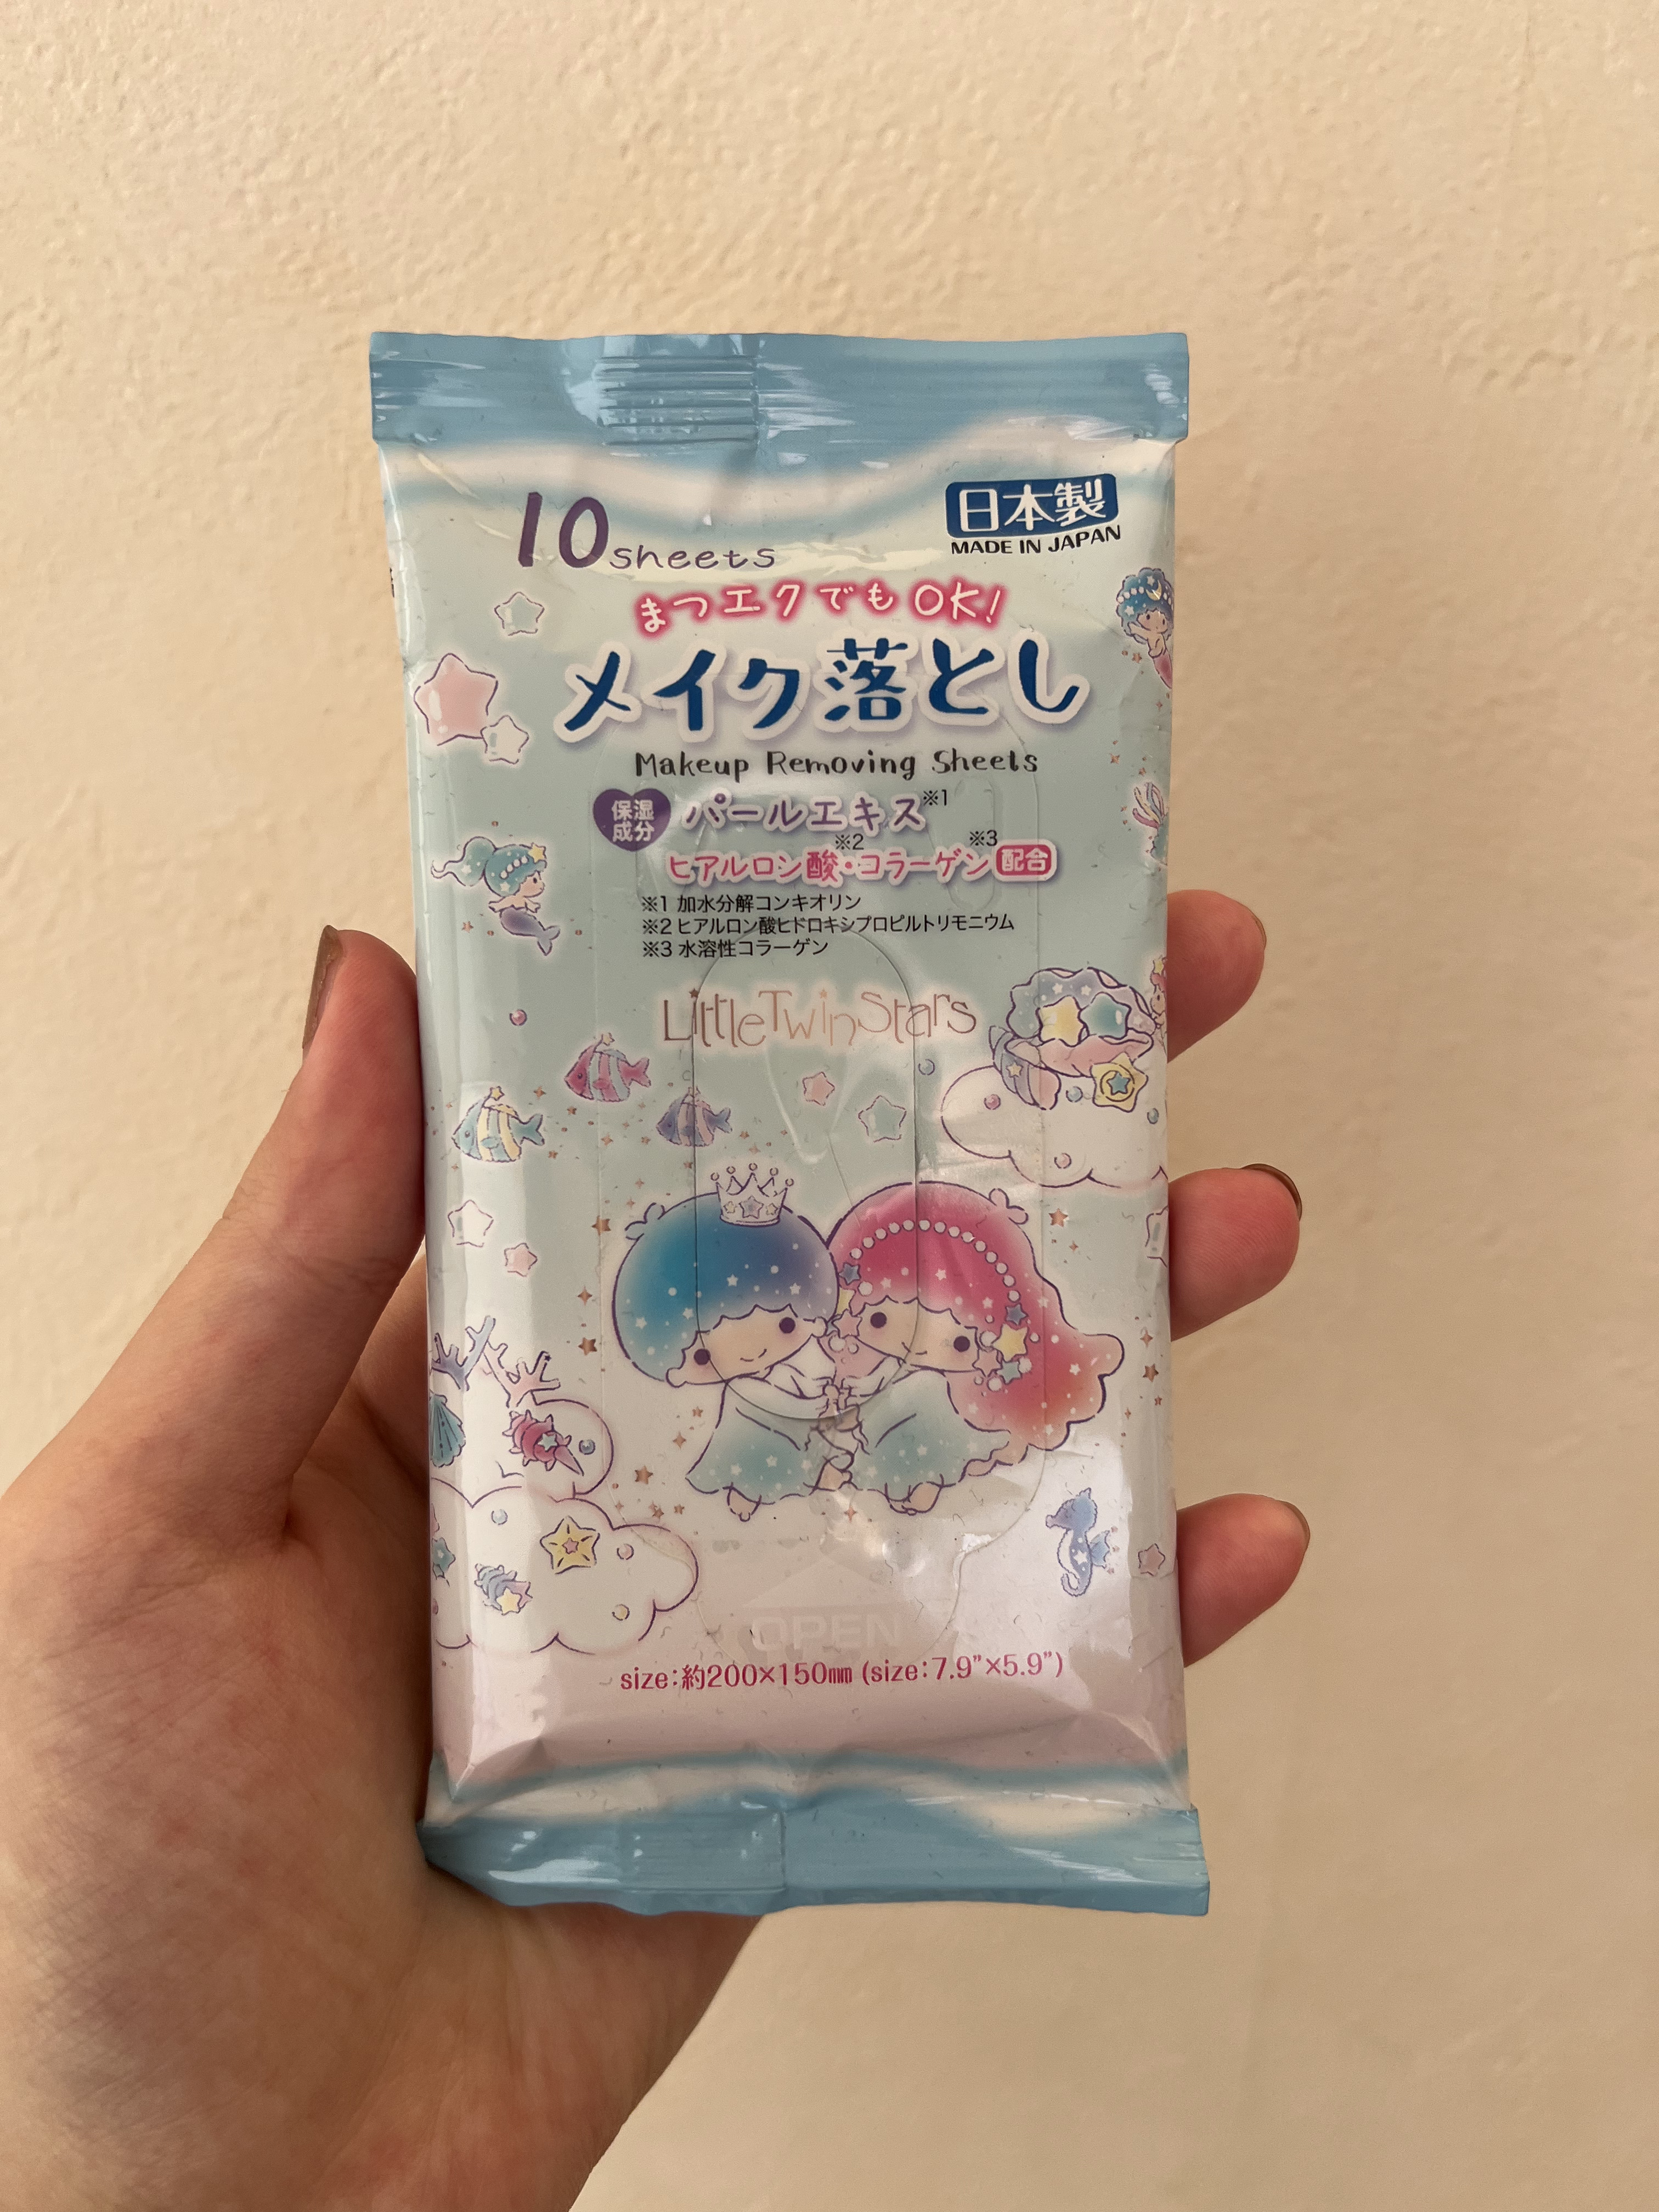 10 sheets
日本製
MADE IN JAPAN
まつエクでもOK!
メイク落とし
Makeup Removing Sheets
保湿
成分
パールエキス※1
ヒアルロン酸※2・コラーゲン※3配合
※1 加水分解コンキオリン
※2 ヒアルロン酸ヒドロキシプロピルトリモニウム
※3 水溶性コラーゲン
LittleTwinStars
OPEN
size:約200×150㎜ (size:7.9"×5.9")